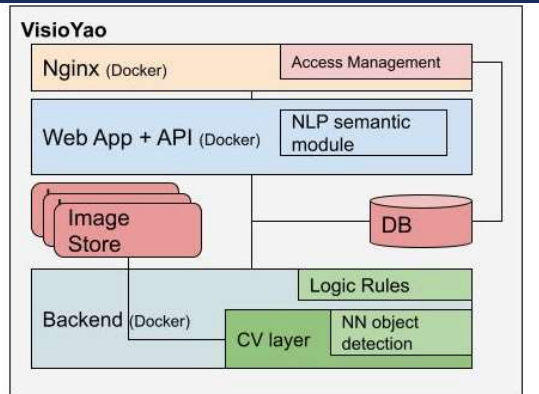 VisioYao
Nginx (Docker)
Access Management
Web App + API (Docker)
NLP semantic
module
Image
Store
DB
Logic Rules
Backend (Docker)
CV layer
NN object
detection